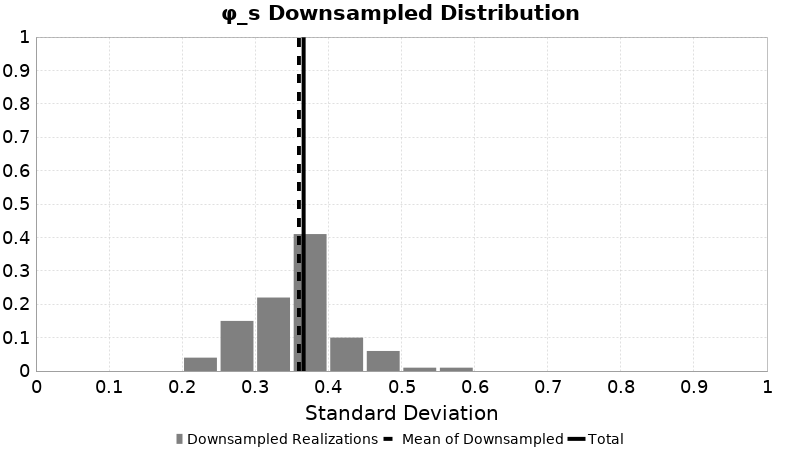 φ_s Downsampled Distribution
1
0.9
0.8
0.7
0.6
0.5
0.4
0.3
0.2
0.1
0
0 0.1 0.2 0.3 0.4 0.5 0.6 0.7 0.8 0.9 1
Standard Deviation
Downsampled Realizations Mean of Downsampled Total